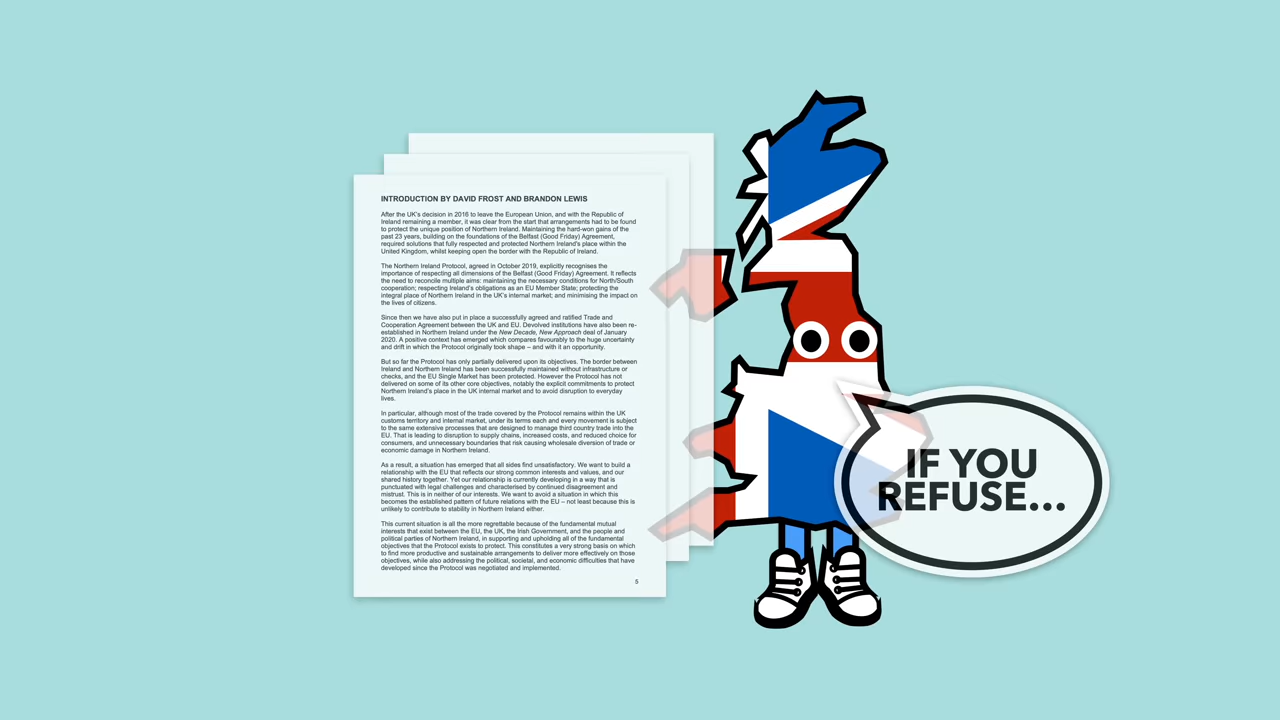 INTRODUCTION BY DAVID FROST AND BRANDON LEWIS
After the UK's decision in 2016 to leave the European Union, and with the Republic of
Ireland remaining a member, it was clear from the start that arrangements had to be found
to protect the unique position of Northern Ireland. Maintaining the hard-won gains of the
past 23 years, building on the foundations of the Belfast (Good Friday) Agreement,
required solutions that fully respected and protected Northern Ireland's place within the
United Kingdom, whilst keeping open the border with the Republic of Ireland.
The Northern Ireland Protocol, agreed in October 2019, explicitly recognises the
importance of respecting all dimensions of the Belfast (Good Friday) Agreement. It reflects
the need to reconcile multiple aims: maintaining the necessary conditions for North/South
cooperation; respecting Ireland's obligations as an EU Member State; protecting the
integral place of Northern Ireland in the UK's internal market; and minimising the impact on
the lives of citizens.
Since then we have also put in place a successfully agreed and ratified Trade and
Cooperation Agreement between the UK and EU. Devolved institutions have also been re-
established in Northern Ireland under the New Decade, New Approach deal of January
2020. A positive context has emerged which compares favourably to the huge uncertainty
and drift in which the Protocol originally took shape – and with it an opportunity.
But so far the Protocol has only partially delivered upon its objectives. The border between
Ireland and Northern Ireland has been successfully maintained without infrastructure or
checks, and the EU Single Market has been protected. However the Protocol has not
delivered on some of its other core objectives, notably the explicit commitments to protect
Northern Ireland's place in the UK internal market and to avoid disruption to everyday
lives.
In particular, although most of the trade covered by the Protocol remains within the UK
customs territory and internal market, under its terms each and every movement is subject
to the same extensive processes that are designed to manage third country trade into the
EU. That is leading to disruption to supply chains, increased costs, and reduced choice for
consumers, and unnecessary boundaries that risk causing wholesale diversion of trade or
economic damage in Northern Ireland.
As a result, a situation has emerged that all sides find unsatisfactory. We want to build a
relationship with the EU that reflects our strong common interests and values, and our
shared history together. Yet our relationship is currently developing in a way that is
punctuated with legal challenges and characterised by continued disagreement and
mistrust. This is in neither of our interests. We want to avoid a situation in which this
becomes the established pattern of future relations with the EU – not least because this is
unlikely to contribute to stability in Northern Ireland either.
This current situation is all the more regrettable because of the fundamental mutual
interests that exist between the EU, the UK, the Irish Government, and the people and
political parties of Northern Ireland, in supporting and upholding all of the fundamental
objectives that the Protocol exists to protect. This constitutes a very strong basis on which
to find more productive and sustainable arrangements to deliver more effectively on those
objectives, while also addressing the political, societal, and economic difficulties that have
developed since the Protocol was negotiated and implemented.
5
IF YOU
REFUSE...